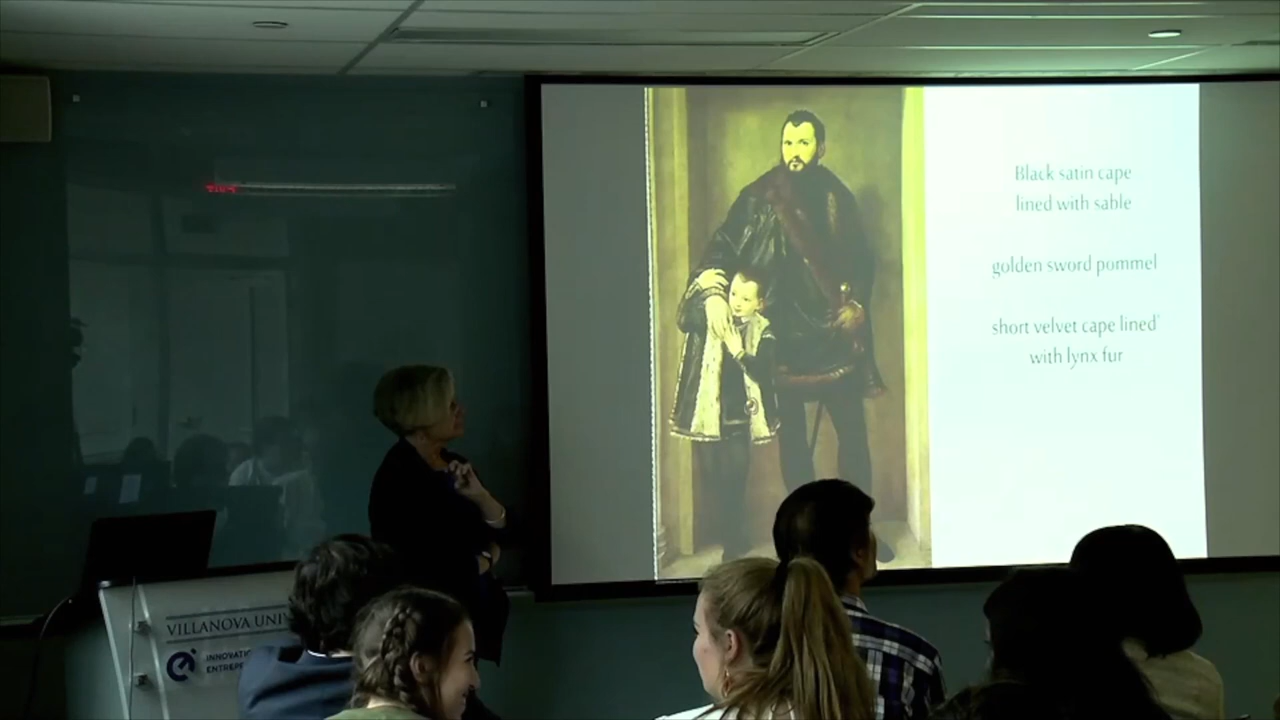 Black satin cape
lined with sable
golden sword pommel
short velvet cape lined'
with lynx fur
VILLANOVA UNI
INNOVATI
ENTREP